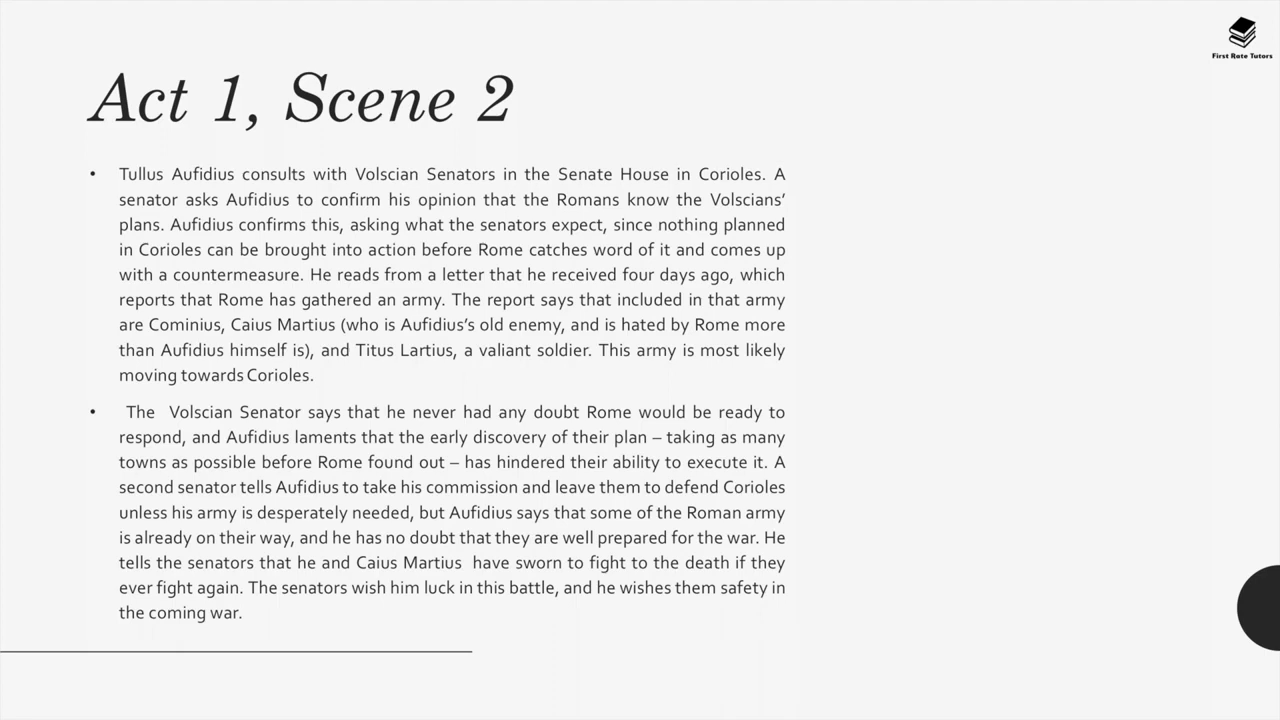 First Rate Tutors
Act 1, Scene 2
• Tullus Aufidius consults with Volscian Senators in the Senate House in Corioles. A
senator asks Aufidius to confirm his opinion that the Romans know the Volscians’
plans. Aufidius confirms this, asking what the senators expect, since nothing planned
in Corioles can be brought into action before Rome catches word of it and comes up
with a countermeasure. He reads from a letter that he received four days ago, which
reports that Rome has gathered an army. The report says that included in that army
are Cominius, Caius Martius (who is Aufidius’s old enemy, and is hated by Rome more
than Aufidius himself is), and Titus Lartius, a valiant soldier. This army is most likely
moving towards Corioles.
• The Volscian Senator says that he never had any doubt Rome would be ready to
respond, and Aufidius laments that the early discovery of their plan – taking as many
towns as possible before Rome found out – has hindered their ability to execute it. A
second senator tells Aufidius to take his commission and leave them to defend Corioles
unless his army is desperately needed, but Aufidius says that some of the Roman army
is already on their way, and he has no doubt that they are well prepared for the war. He
tells the senators that he and Caius Martius have sworn to fight to the death if they
ever fight again. The senators wish him luck in this battle, and he wishes them safety in
the coming war.